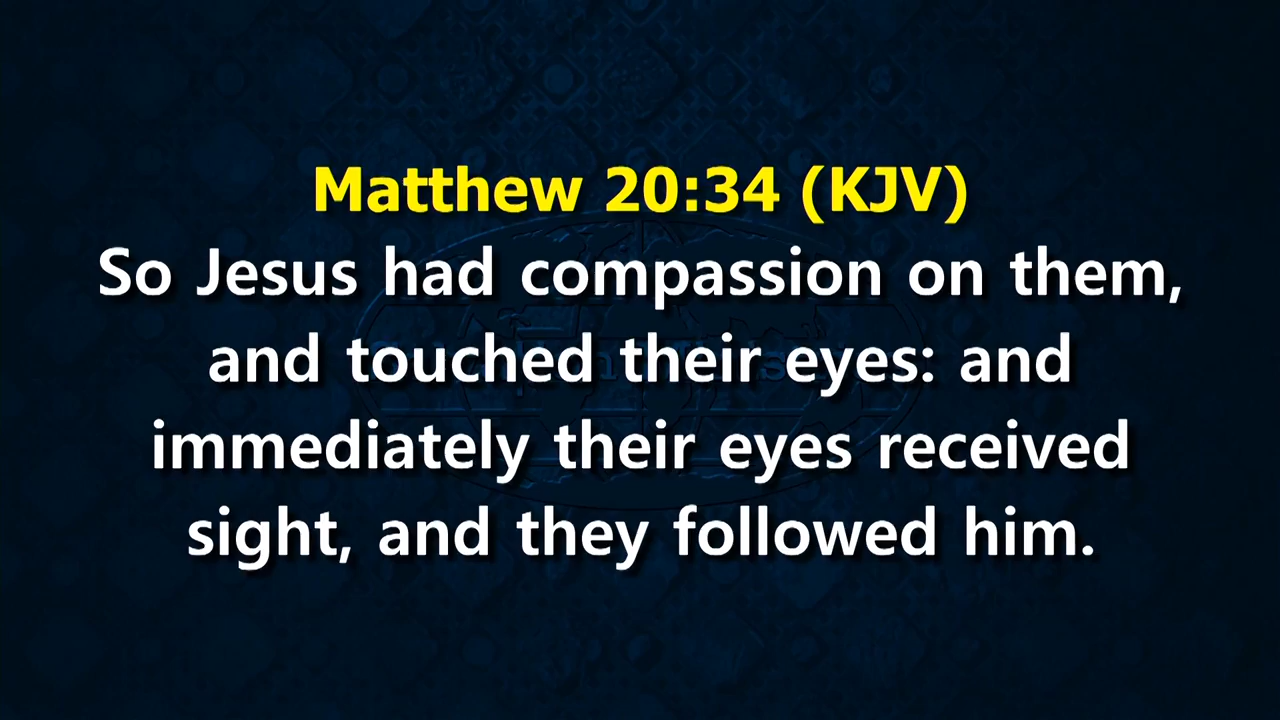 Matthew 20:34 (KJV)
So Jesus had compassion on them,
and touched their eyes: and
immediately their eyes received
sight, and they followed him.